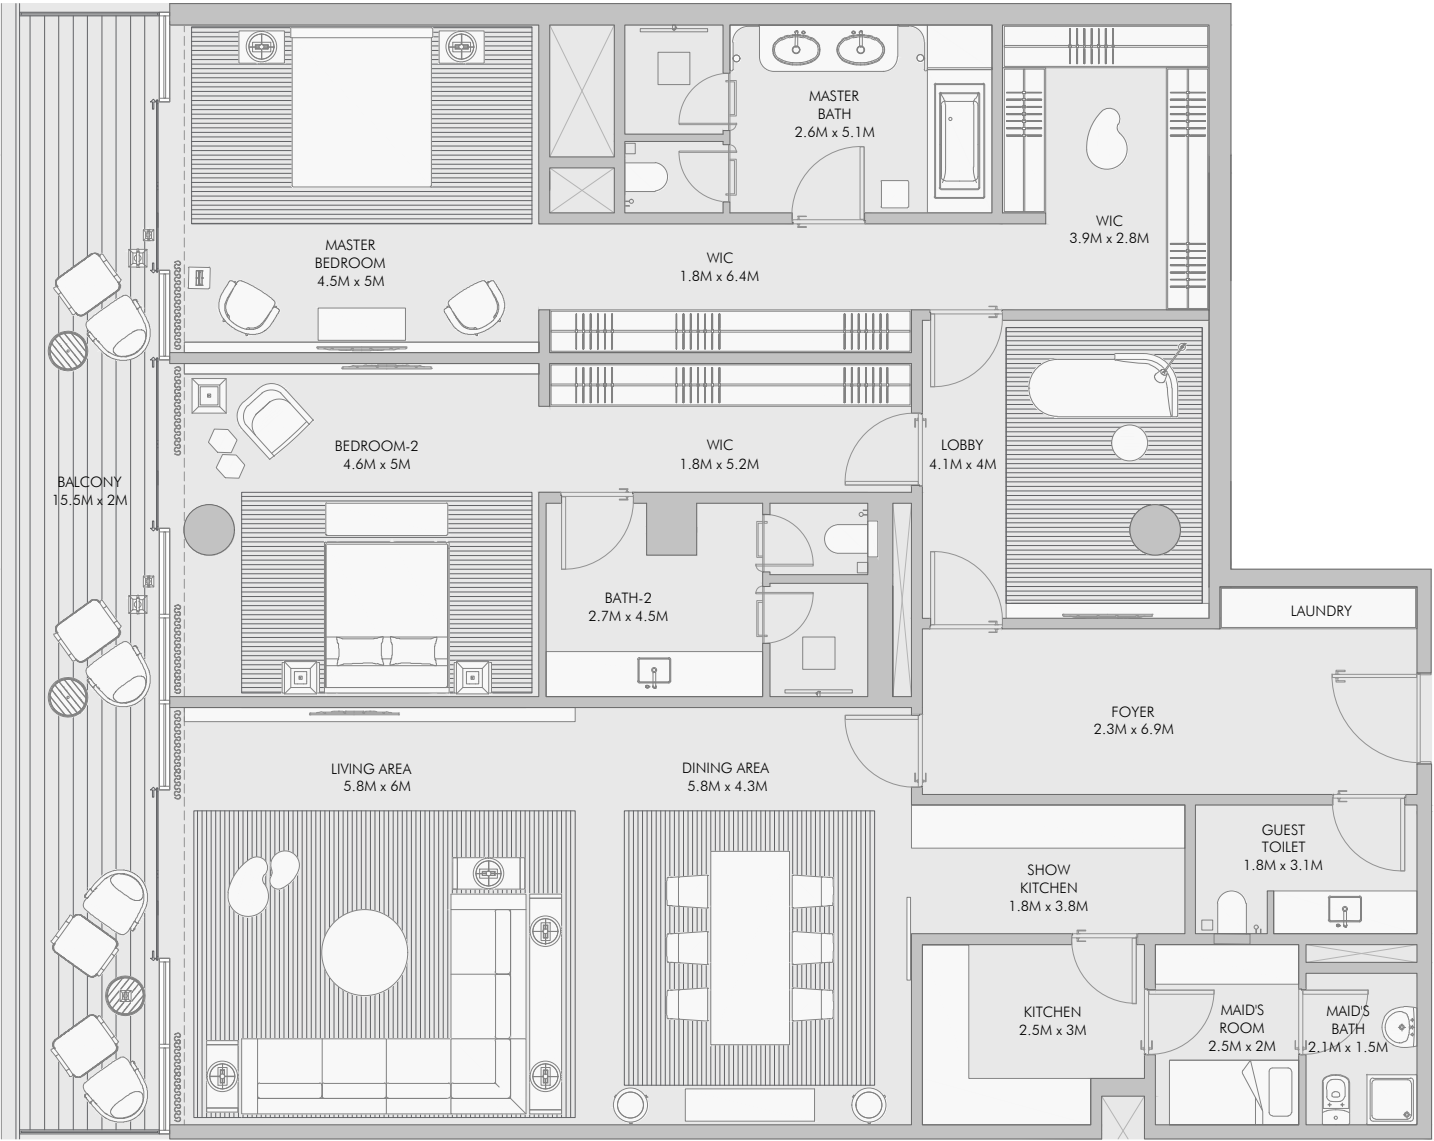 MASTER
BATH
2.6M x 5.1M
WIC
3.9M x 2.8M
MASTER
BEDROOM
4.5M x 5M
WIC
1.8M x 6.4M
BEDROOM-2
4.6M x 5M
WIC
1.8M x 5.2M
LOBBY
4.1M x 4M
BALCONY
15.5M x 2M
BATH-2
2.7M x 4.5M
LAUNDRY
FOYER
2.3M x 6.9M
LIVING AREA
5.8M x 6M
DINING AREA
5.8M x 4.3M
GUEST
TOILET
1.8M x 3.1M
SHOW
KITCHEN
1.8M x 3.8M
KITCHEN
2.5M x 3M
MAID'S
ROOM
2.5M x 2M
MAID'S
BATH
2.1M x 1.5M